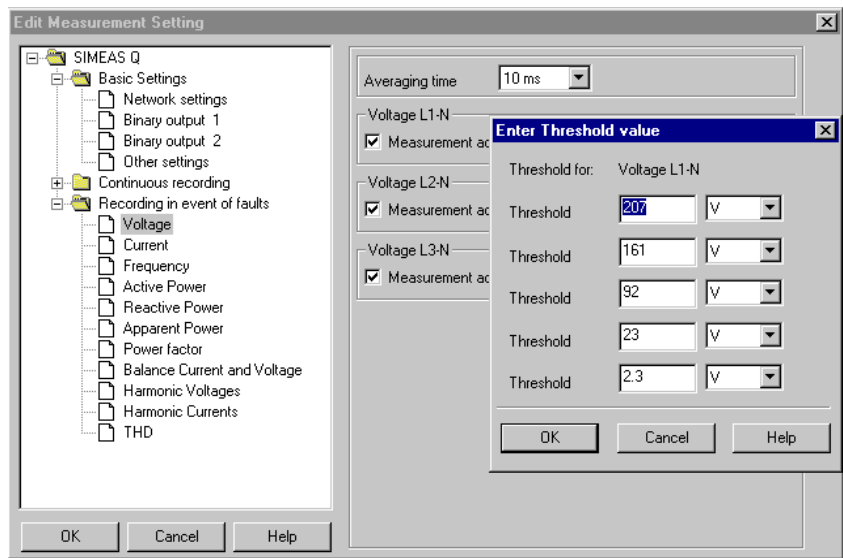 Edit Measurement Setting
SIMEAS Q
Basic Settings
Network settings
Binary output 1
Binary output 2
Other settings
Continuous recording
Recording in event of faults
Voltage
Current
Frequency
Active Power
Reactive Power
Apparent Power
Power factor
Balance Current and Voltage
Harmonic Voltages
Harmonic Currents
THD
OK Cancel Help
Averaging time 10 ms
Voltage L1-N
Measurement ac
Voltage L2-N
Measurement ac
Voltage L3-N
Measurement ac
Enter Threshold value
Threshold for: Voltage L1-N
Threshold 207 V
Threshold 161 V
Threshold 92 V
Threshold 23 V
Threshold 2.3 V
OK Cancel Help